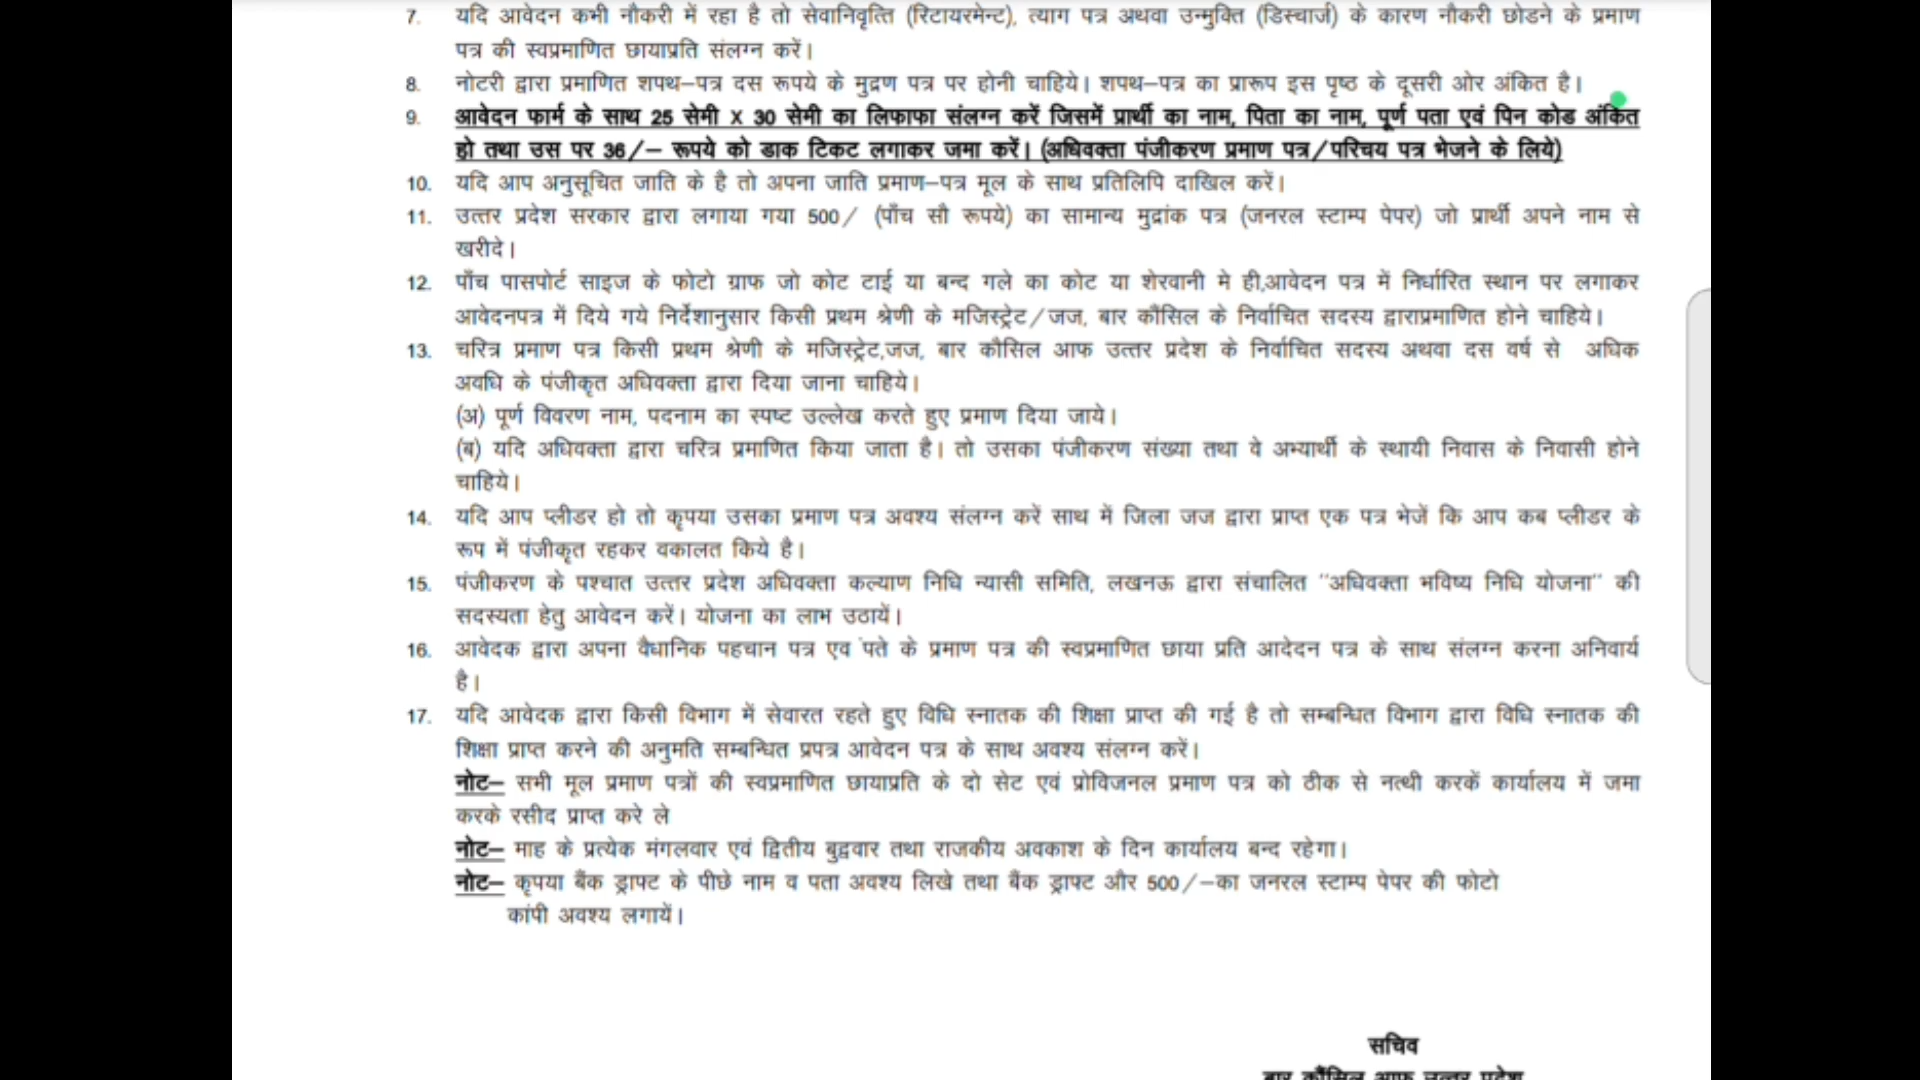 7. यदि आवेदन कभी नौकरी में रहा है तो सेवानिवृत्ति (रिटायरमेन्ट), त्याग पत्र अथवा उन्मुक्ति (डिस्चार्ज) के कारण नौकरी छोडने के प्रमाण
पत्र की स्वप्रमाणित छायाप्रति संलग्न करें।
8. नोटरी द्वारा प्रमाणित शपथ–पत्र दस रूपये के मुद्रण पत्र पर होनी चाहिये। शपथ–पत्र का प्रारूप इस पृष्ठ के दूसरी ओर अंकित है।
9. आवेदन फार्म के साथ 25 सेमी X 30 सेमी का लिफाफा संलग्न करें जिसमें प्रार्थी का नाम, पिता का नाम, पूर्ण पता एवं पिन कोड अंकित
हो तथा उस पर 36/– रूपये को डाक टिकट लगाकर जमा करें। (अधिवक्ता पंजीकरण प्रमाण पत्र/परिचय पत्र भेजने के लिये)
10. यदि आप अनुसूचित जाति के है तो अपना जाति प्रमाण–पत्र मूल के साथ प्रतिलिपि दाखिल करें।
11. उत्तर प्रदेश सरकार द्वारा लगाया गया 500/ (पाँच सौ रूपये) का सामान्य मुद्रांक पत्र (जनरल स्टाम्प पेपर) जो प्रार्थी अपने नाम से
खरीदे।
12. पाँच पासपोर्ट साइज के फोटो ग्राफ जो कोट टाई या बन्द गले का कोट या शेरवानी मे ही,आवेदन पत्र में निर्धारित स्थान पर लगाकर
आवेदनपत्र में दिये गये निर्देशानुसार किसी प्रथम श्रेणी के मजिस्ट्रेट/जज, बार कौंसिल के निर्वाचित सदस्य द्वाराप्रमाणित होने चाहिये।
13. चरित्र प्रमाण पत्र किसी प्रथम श्रेणी के मजिस्ट्रेट,जज, बार कौसिल आफ उत्तर प्रदेश के निर्वाचित सदस्य अथवा दस वर्ष से अधिक
अवधि के पंजीकृत अधिवक्ता द्वारा दिया जाना चाहिये।
(अ) पूर्ण विवरण नाम, पदनाम का स्पष्ट उल्लेख करते हुए प्रमाण दिया जाये।
(ब) यदि अधिवक्ता द्वारा चरित्र प्रमाणित किया जाता है। तो उसका पंजीकरण संख्या तथा वे अभ्यार्थी के स्थायी निवास के निवासी होने
चाहिये।
14. यदि आप प्लीडर हो तो कृपया उसका प्रमाण पत्र अवश्य संलग्न करें साथ में जिला जज द्वारा प्राप्त एक पत्र भेजें कि आप कब प्लीडर के
रूप में पंजीकृत रहकर वकालत किये है।
15. पंजीकरण के पश्चात उत्तर प्रदेश अधिवक्ता कल्याण निधि न्यासी समिति, लखनऊ द्वारा संचालित "अधिवक्ता भविष्य निधि योजना" की
सदस्यता हेतु आवेदन करें। योजना का लाभ उठायें।
16. आवेदक द्वारा अपना वैधानिक पहचान पत्र एवं पते के प्रमाण पत्र की स्वप्रमाणित छाया प्रति आदेदन पत्र के साथ संलग्न करना अनिवार्य
है।
17. यदि आवेदक द्वारा किसी विभाग में सेवारत रहते हुए विधि स्नातक की शिक्षा प्राप्त की गई है तो सम्बन्धित विभाग द्वारा विधि स्नातक की
शिक्षा प्राप्त करने की अनुमति सम्बन्धित प्रपत्र आवेदन पत्र के साथ अवश्य संलग्न करें।
नोट– सभी मूल प्रमाण पत्रों की स्वप्रमाणित छायाप्रति के दो सेट एवं प्रोविजनल प्रमाण पत्र को ठीक से नत्थी करकें कार्यालय में जमा
करके रसीद प्राप्त करे ले
नोट– माह के प्रत्येक मंगलवार एवं द्वितीय बुद्ववार तथा राजकीय अवकाश के दिन कार्यालय बन्द रहेगा।
नोट– कृपया बैंक ड्राफ्ट के पीछे नाम व पता अवश्य लिखे तथा बैंक ड्राफ्ट और 500/–का जनरल स्टाम्प पेपर की फोटो
कांपी अवश्य लगायें।
सचिव
बार कौंसिल आफ उत्तर प्रदेश